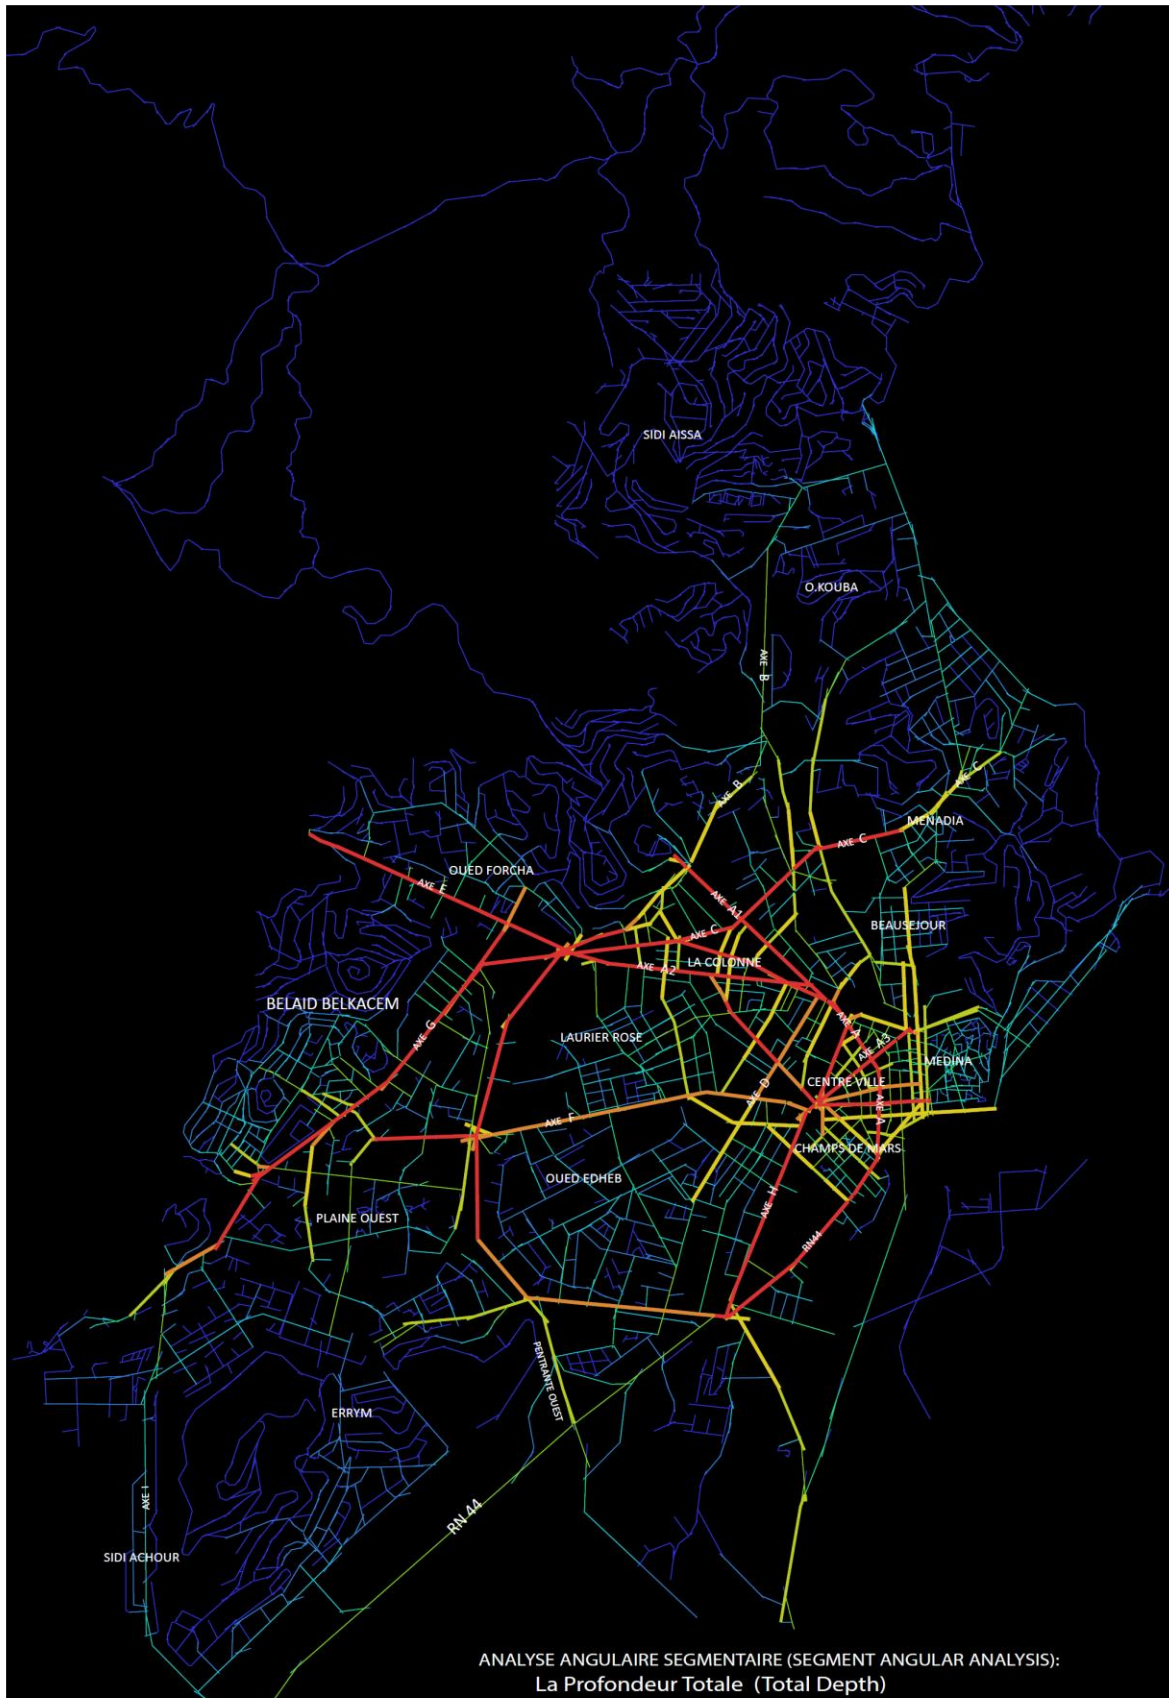 SIDI AISSA
O.KOUBA
AXE B
AXE C
AXE B
MENADIA
AXE C
OUED FORCHA
AXE E
AXE A1
BEAUSEJOUR
AXE C
LA COLONNE
AXE A2
BELAID BELKACEM
AXE G
LAURIER ROSE
AXE A
AXE A3
MEDINA
CENTRE VILLE
AXE D
AXE A
AXE F
CHAMPS DE MARS
OUED EDHEB
AXE H
PLAINE OUEST
RN44
PENTRANTE OUEST
ERRYM
AXE I
RN 44
SIDI ACHOUR
ANALYSE ANGULAIRE SEGMENTAIRE (SEGMENT ANGULAR ANALYSIS):
La Profondeur Totale (Total Depth)